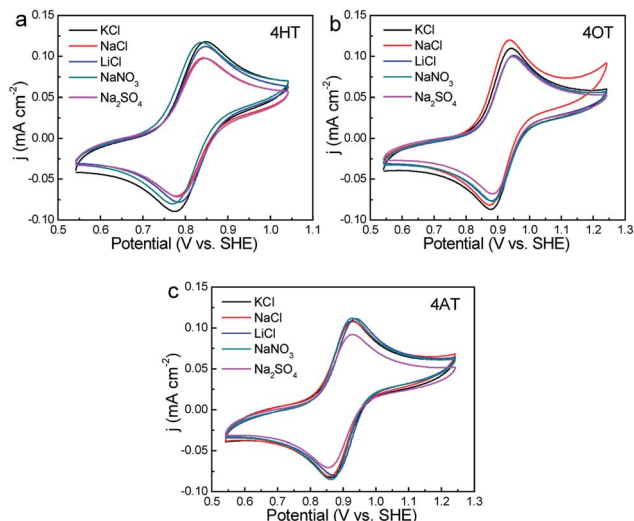 a
4HT
KCl
NaCl
LiCl
NaNO₃
Na₂SO₄
j (mA cm⁻²)
0.15
0.10
0.05
0.00
-0.05
-0.10
0.5 0.6 0.7 0.8 0.9 1.0 1.1
Potential (V vs. SHE)
b
4OT
KCl
NaCl
LiCl
NaNO₃
Na₂SO₄
j (mA cm⁻²)
0.15
0.10
0.05
0.00
-0.05
-0.10
0.5 0.6 0.7 0.8 0.9 1.0 1.1 1.2 1.3
Potential (V vs. SHE)
c
4AT
KCl
NaCl
LiCl
NaNO₃
Na₂SO₄
j (mA cm⁻²)
0.15
0.10
0.05
0.00
-0.05
-0.10
0.5 0.6 0.7 0.8 0.9 1.0 1.1 1.2 1.3
Potential (V vs. SHE)